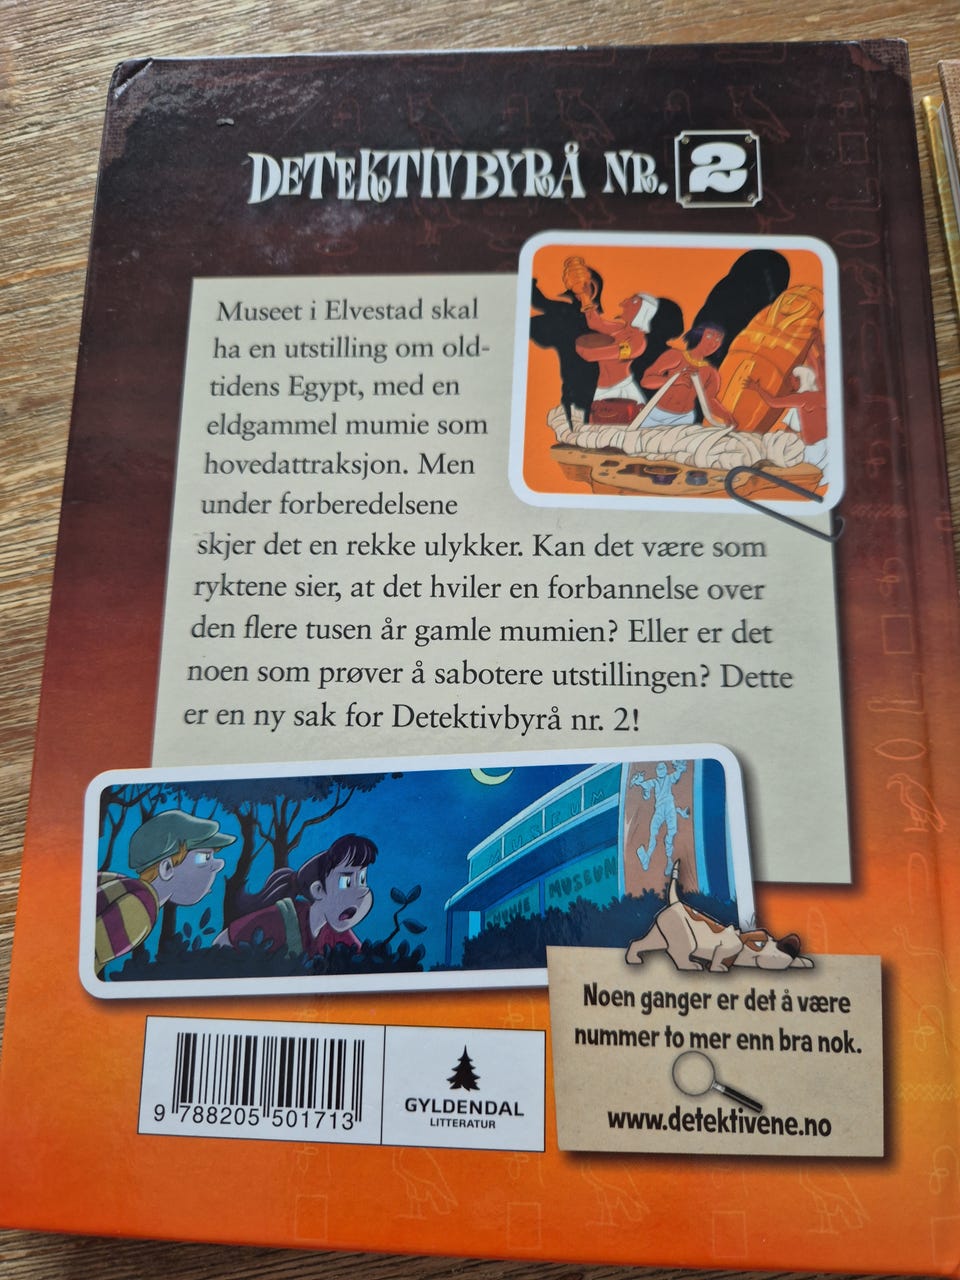 DETEKTIVBYRÅ NR. 2
Museet i Elvestad skal
ha en utstilling om old-
tidens Egypt, med en
eldgammel mumie som
hovedattraksjon. Men
under forberedelsene
skjer det en rekke ulykker. Kan det være som
ryktene sier, at det hviler en forbannelse over
den flere tusen år gamle mumien? Eller er det
noen som prøver å sabotere utstillingen? Dette
er en ny sak for Detektivbyrå nr. 2!
MUSEUM
MUMIE MUSEUM
Noen ganger er det å være
nummer to mer enn bra nok.
www.detektivene.no
9 788205 501713
GYLDENDAL
LITTERATUR